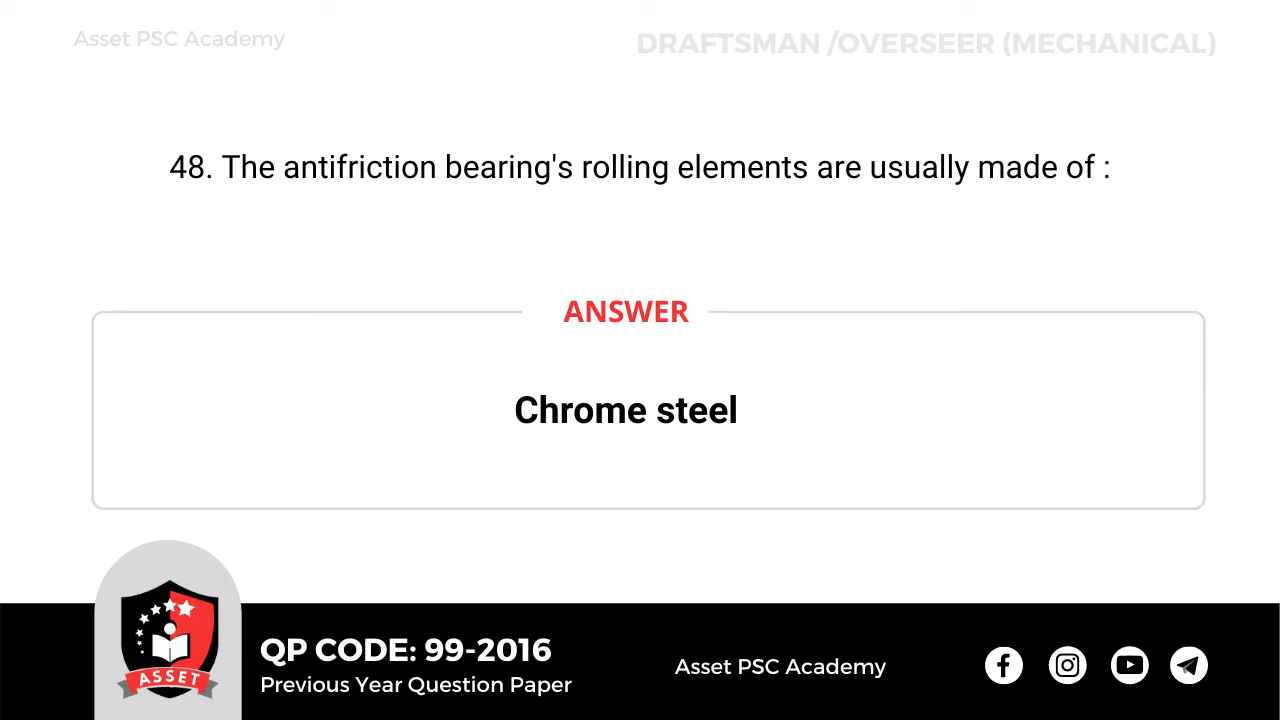 Asset PSC Academy
DRAFTSMAN /OVERSEER (MECHANICAL)
48. The antifriction bearing's rolling elements are usually made of :
ANSWER
Chrome steel
ASSET
QP CODE: 99-2016
Previous Year Question Paper
Asset PSC Academy